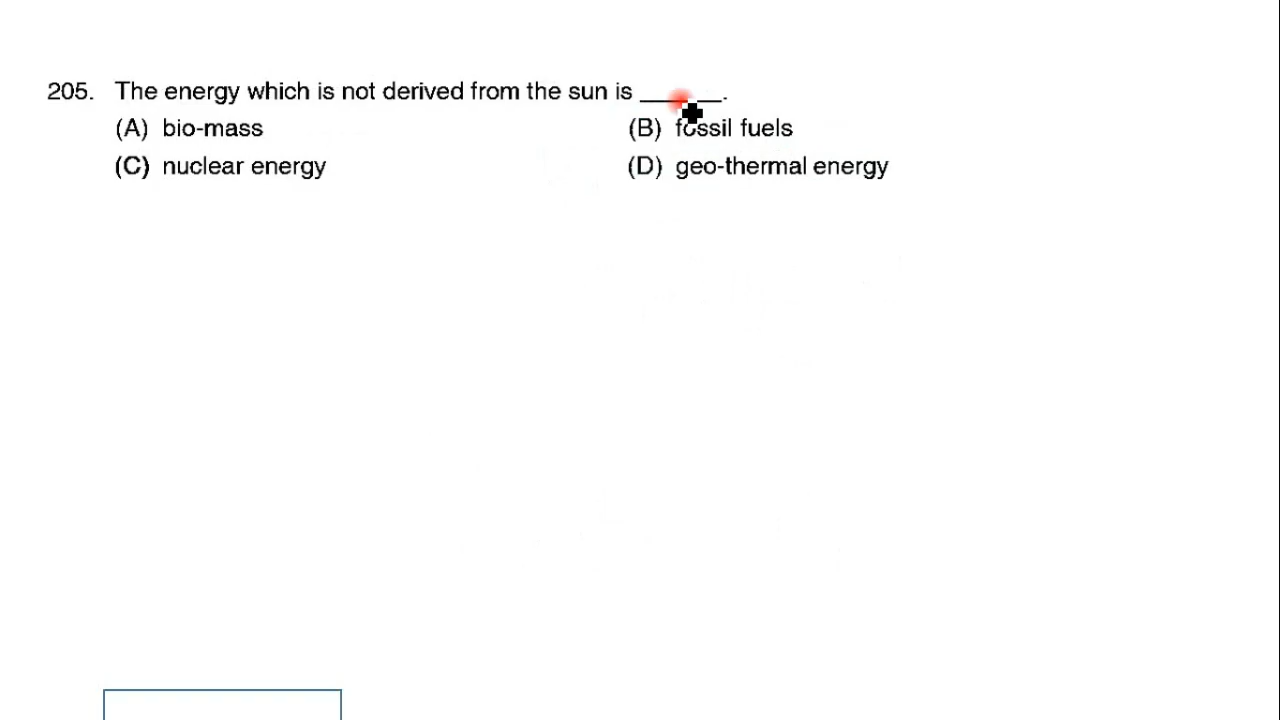 205. The energy which is not derived from the sun is ______.
(A) bio-mass (B) fossil fuels
(C) nuclear energy (D) geo-thermal energy